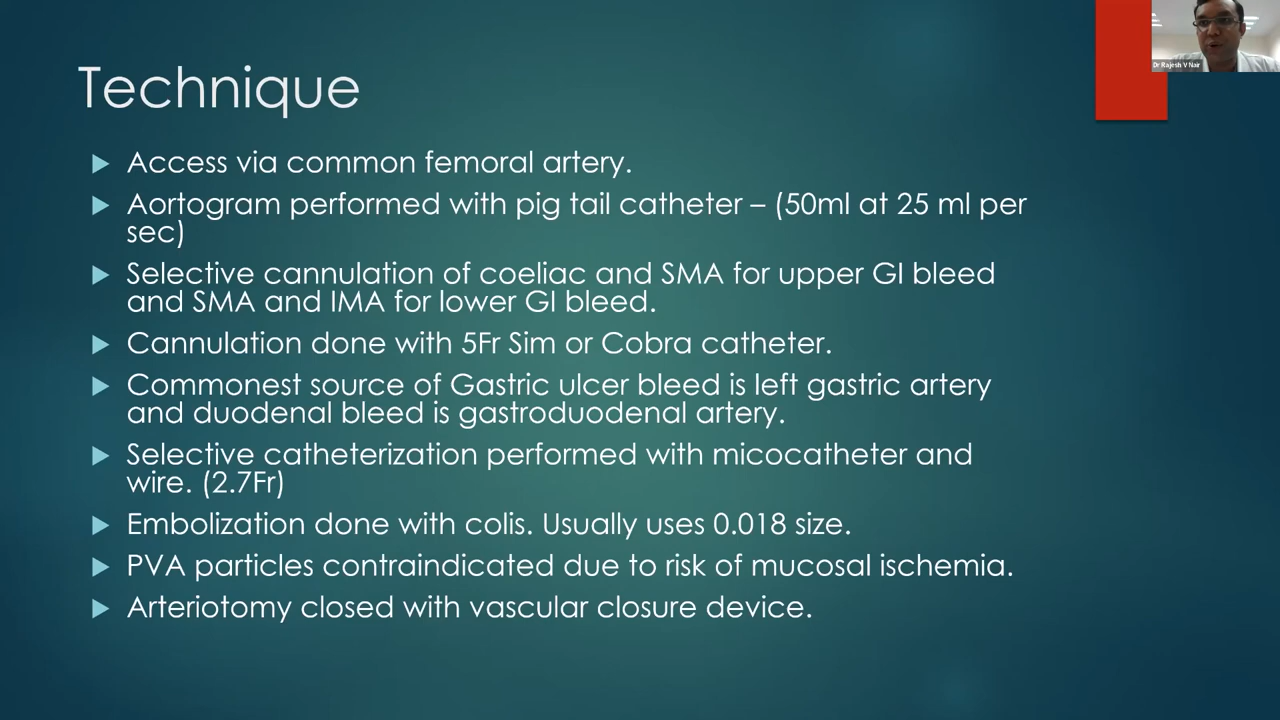 Dr Rajesh V Nair
Technique
Access via common femoral artery.
Aortogram performed with pig tail catheter – (50ml at 25 ml per
sec)
Selective cannulation of coeliac and SMA for upper GI bleed
and SMA and IMA for lower GI bleed.
Cannulation done with 5Fr Sim or Cobra catheter.
Commonest source of Gastric ulcer bleed is left gastric artery
and duodenal bleed is gastroduodenal artery.
Selective catheterization performed with micocatheter and
wire. (2.7Fr)
Embolization done with colis. Usually uses 0.018 size.
PVA particles contraindicated due to risk of mucosal ischemia.
Arteriotomy closed with vascular closure device.